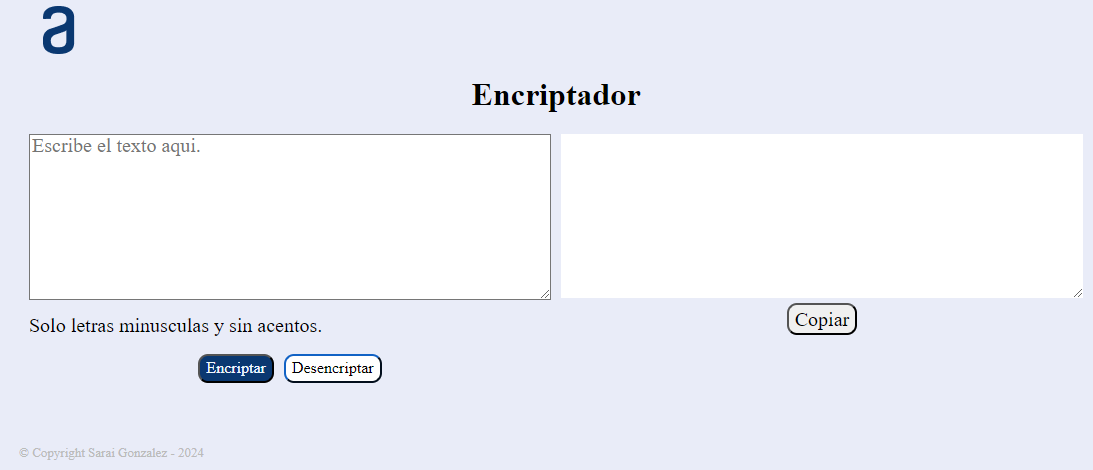 a
Encriptador
Escribe el texto aqui.
Solo letras minusculas y sin acentos.
Copiar
Encriptar
Desencriptar
© Copyright Sarai Gonzalez - 2024